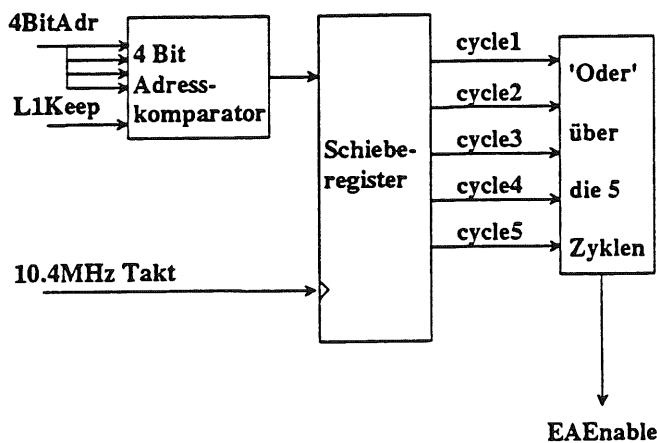 4BitAdr
4 Bit
Adress-
komparator
L1Keep
10.4MHz Takt
Schiebe-
register
cycle1
cycle2
cycle3
cycle4
cycle5
'Oder'
über
die 5
Zyklen
EAEnable